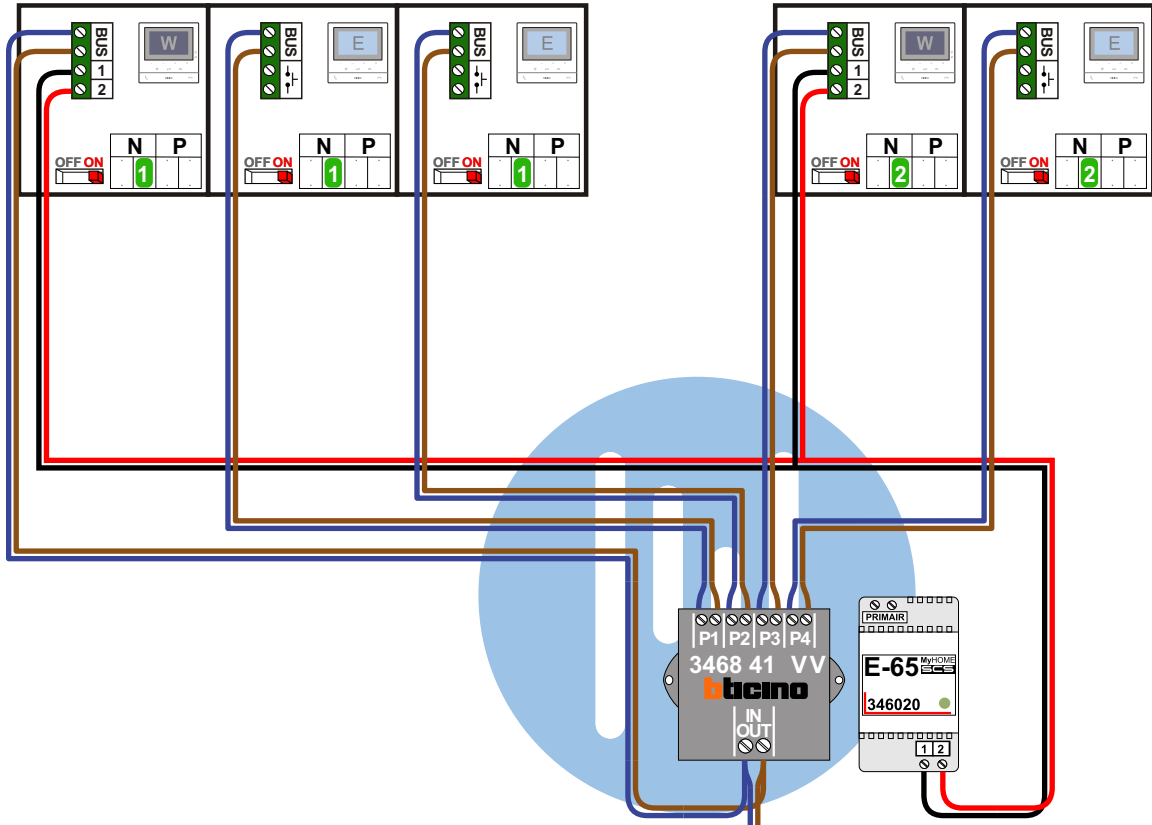 BUS 1 2
W
OFF ON
N P
1
BUS
E
OFF ON
N P
1
BUS
E
OFF ON
N P
1
BUS 1 2
W
OFF ON
N P
2
BUS
E
OFF ON
N P
2
P1 P2 P3 P4
3468 41 VV
bticino
IN
OUT
PRIMAIR
E-65 MyHOME SCS
346020
1 2